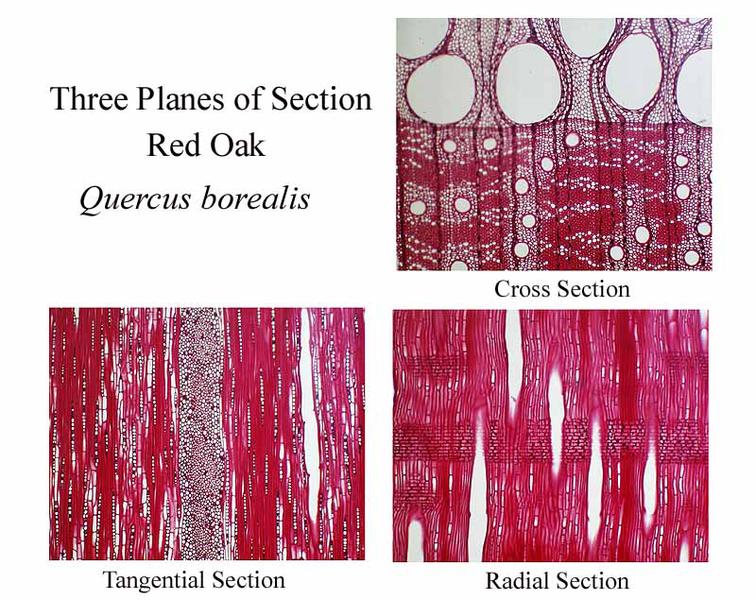 Three Planes of Section
Red Oak
Quercus borealis
Cross Section
Tangential Section
Radial Section